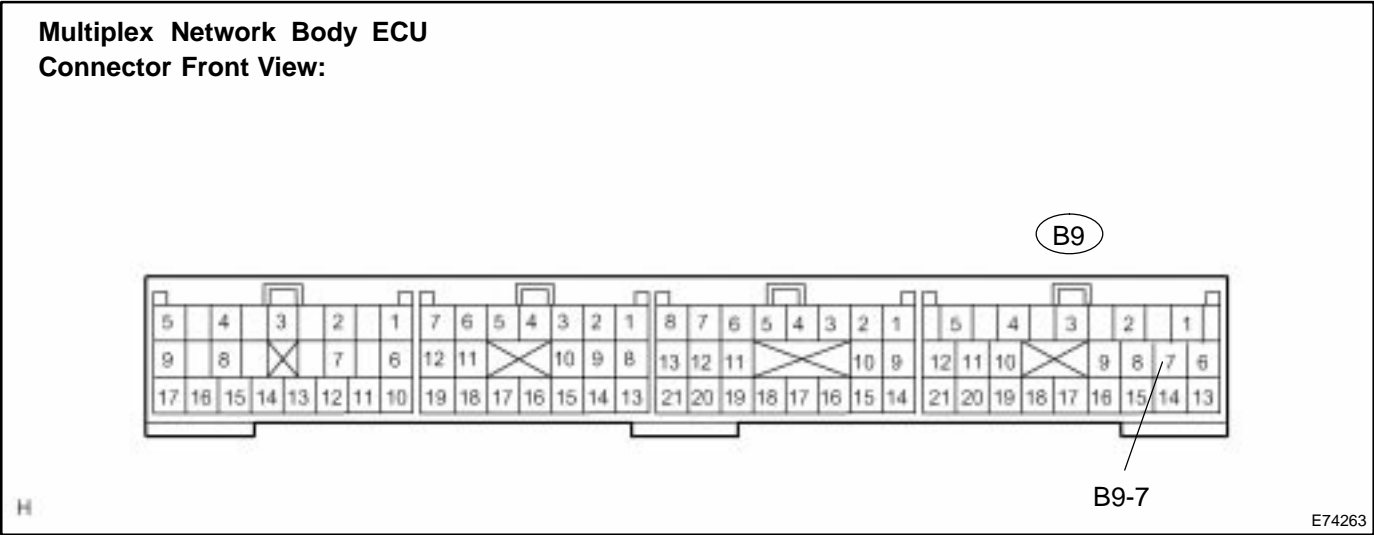 Multiplex Network Body ECU
Connector Front View:
B9
5 4 3 2 1 7 6 5 4 3 2 1 8 7 6 5 4 3 2 1 5 4 3 2 1
9 8 7 6 12 11 10 9 8 13 12 11 10 9 12 11 10 9 8 7 6
17 16 15 14 13 12 11 10 19 18 17 16 15 14 13 21 20 19 18 17 16 15 14 21 20 19 18 17 16 15 14 13
B9-7
H
E74263